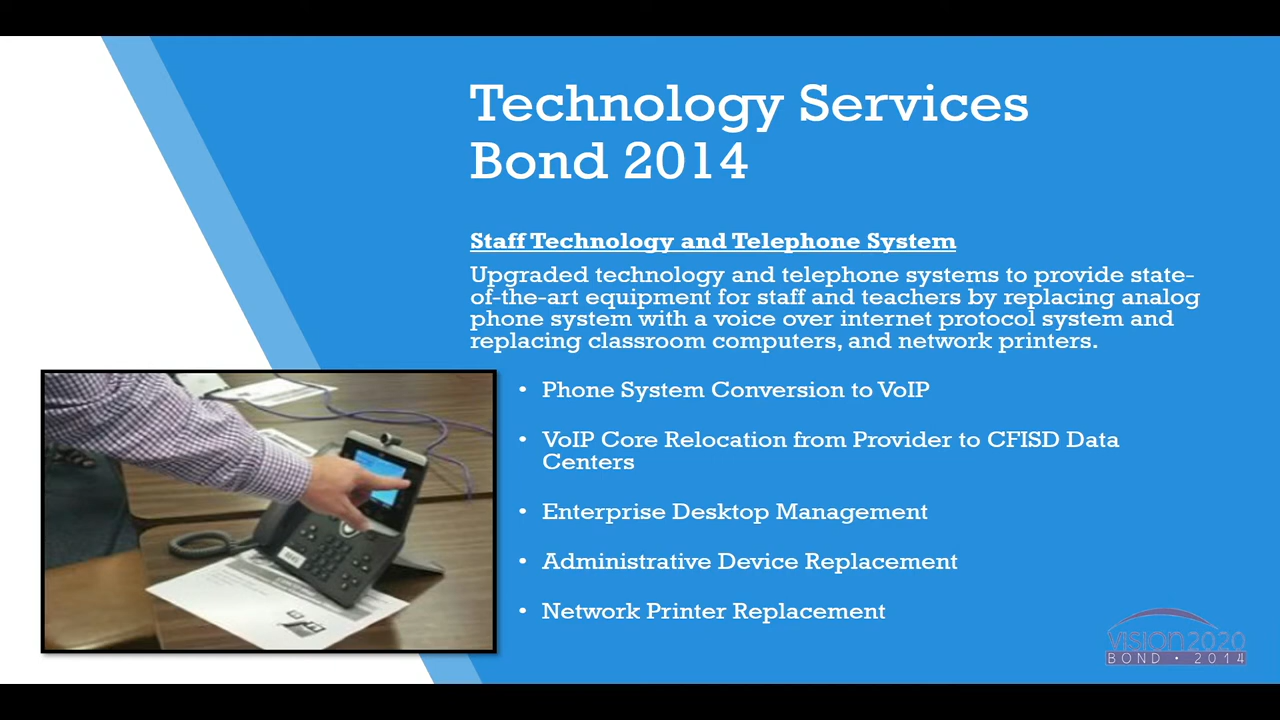 Technology Services
Bond 2014
Staff Technology and Telephone System
Upgraded technology and telephone systems to provide state-
of-the-art equipment for staff and teachers by replacing analog
phone system with a voice over internet protocol system and
replacing classroom computers, and network printers.
• Phone System Conversion to VoIP
• VoIP Core Relocation from Provider to CFISD Data
Centers
• Enterprise Desktop Management
• Administrative Device Replacement
• Network Printer Replacement
VISION2020
BOND • 2014